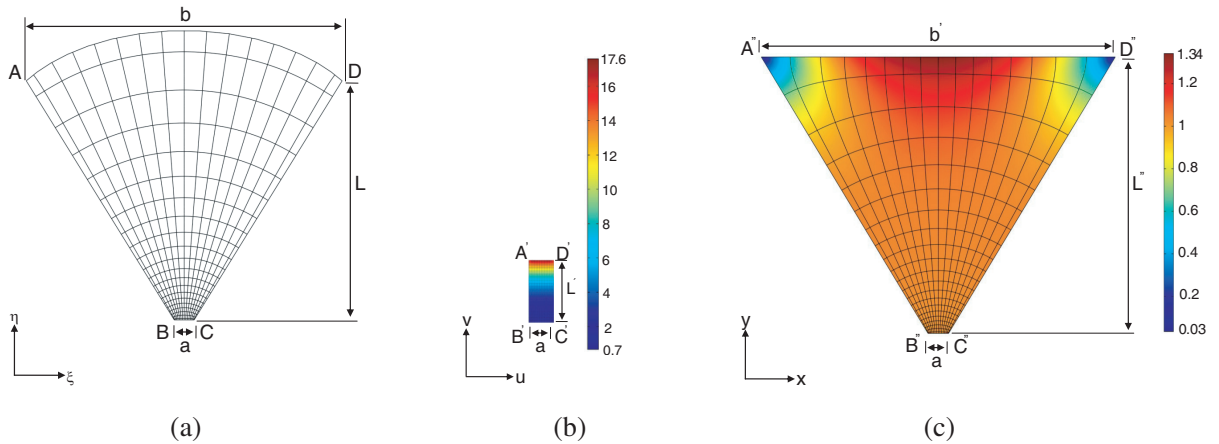 b
A
D
L
B
C
a
η
ξ
(a)
17.6
16
14
12
10
8
6
4
2
0.7
A'
D'
L'
B'
C'
a
v
u
(b)
b'
A"
D"
L"
B"
C"
a
y
x
1.34
1.2
1
0.8
0.6
0.4
0.2
0.03
(c)